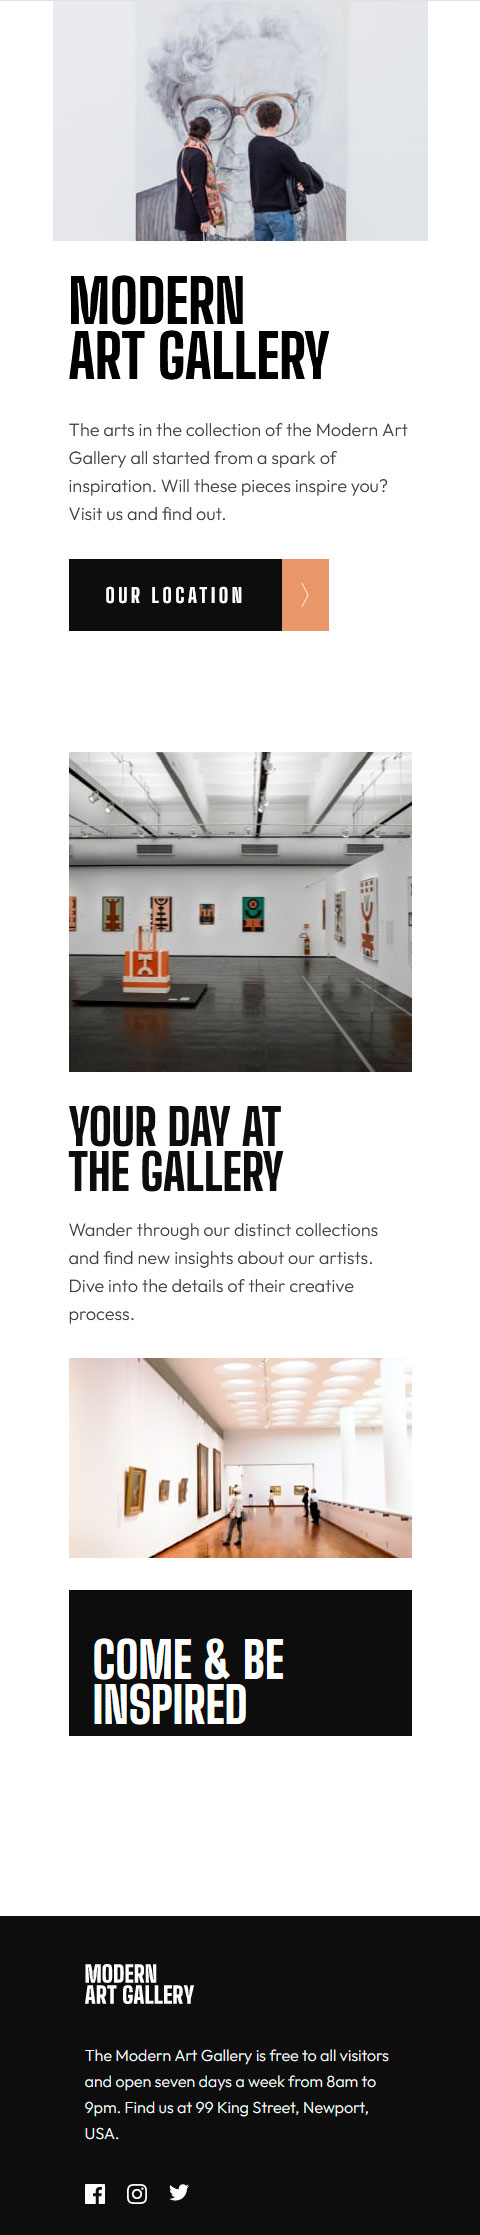 MODERN
ART GALLERY
The arts in the collection of the Modern Art
Gallery all started from a spark of
inspiration. Will these pieces inspire you?
Visit us and find out.
OUR LOCATION
YOUR DAY AT
THE GALLERY
Wander through our distinct collections
and find new insights about our artists.
Dive into the details of their creative
process.
COME & BE
INSPIRED
MODERN
ART GALLERY
The Modern Art Gallery is free to all visitors
and open seven days a week from 8am to
9pm. Find us at 99 King Street, Newport,
USA.